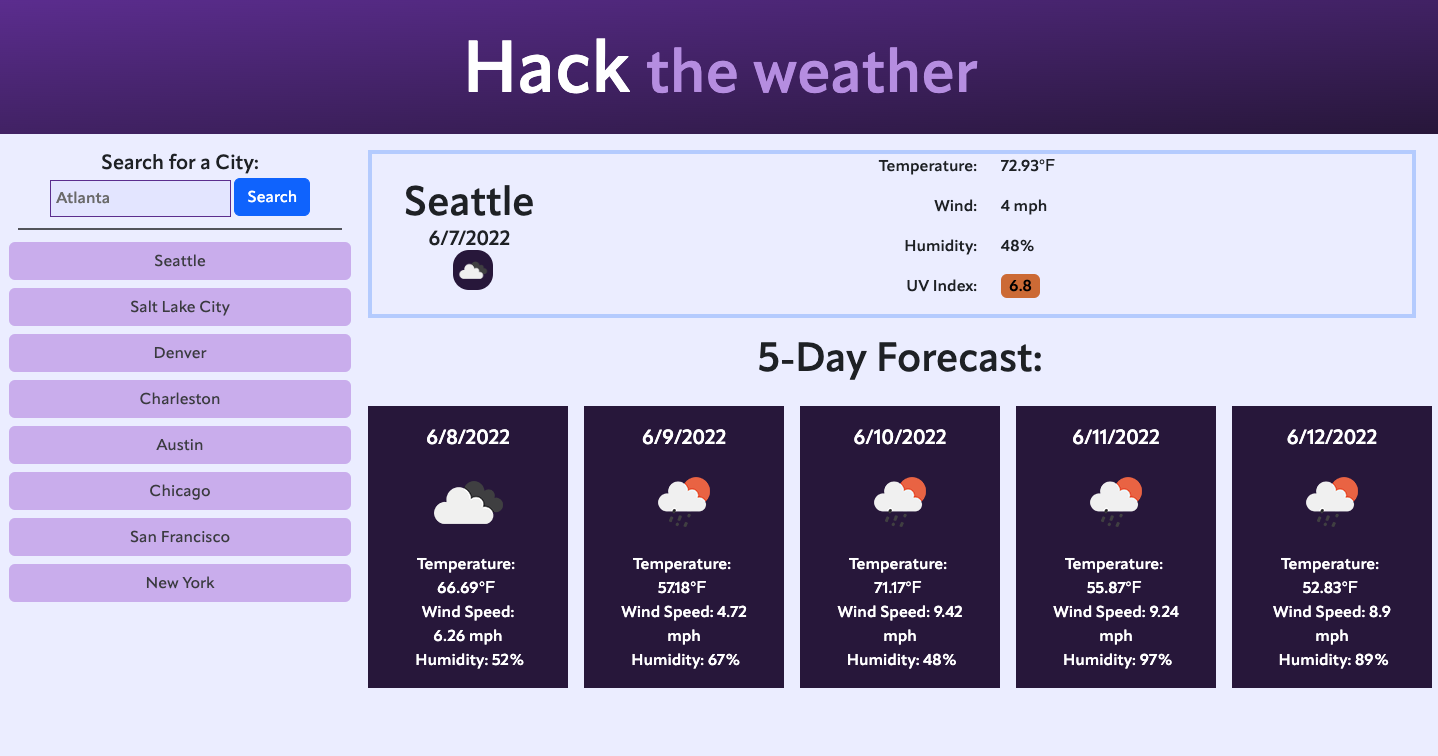 Hack the weather
Search for a City:
Atlanta
Search
Seattle
Salt Lake City
Denver
Charleston
Austin
Chicago
San Francisco
New York
Seattle
6/7/2022
Temperature: 72.93°F
Wind: 4 mph
Humidity: 48%
UV Index: 6.8
5-Day Forecast:
6/8/2022
Temperature:
66.69°F
Wind Speed:
6.26 mph
Humidity: 52%
6/9/2022
Temperature:
57.18°F
Wind Speed: 4.72
mph
Humidity: 67%
6/10/2022
Temperature:
71.17°F
Wind Speed: 9.42
mph
Humidity: 48%
6/11/2022
Temperature:
55.87°F
Wind Speed: 9.24
mph
Humidity: 97%
6/12/2022
Temperature:
52.83°F
Wind Speed: 8.9
mph
Humidity: 89%